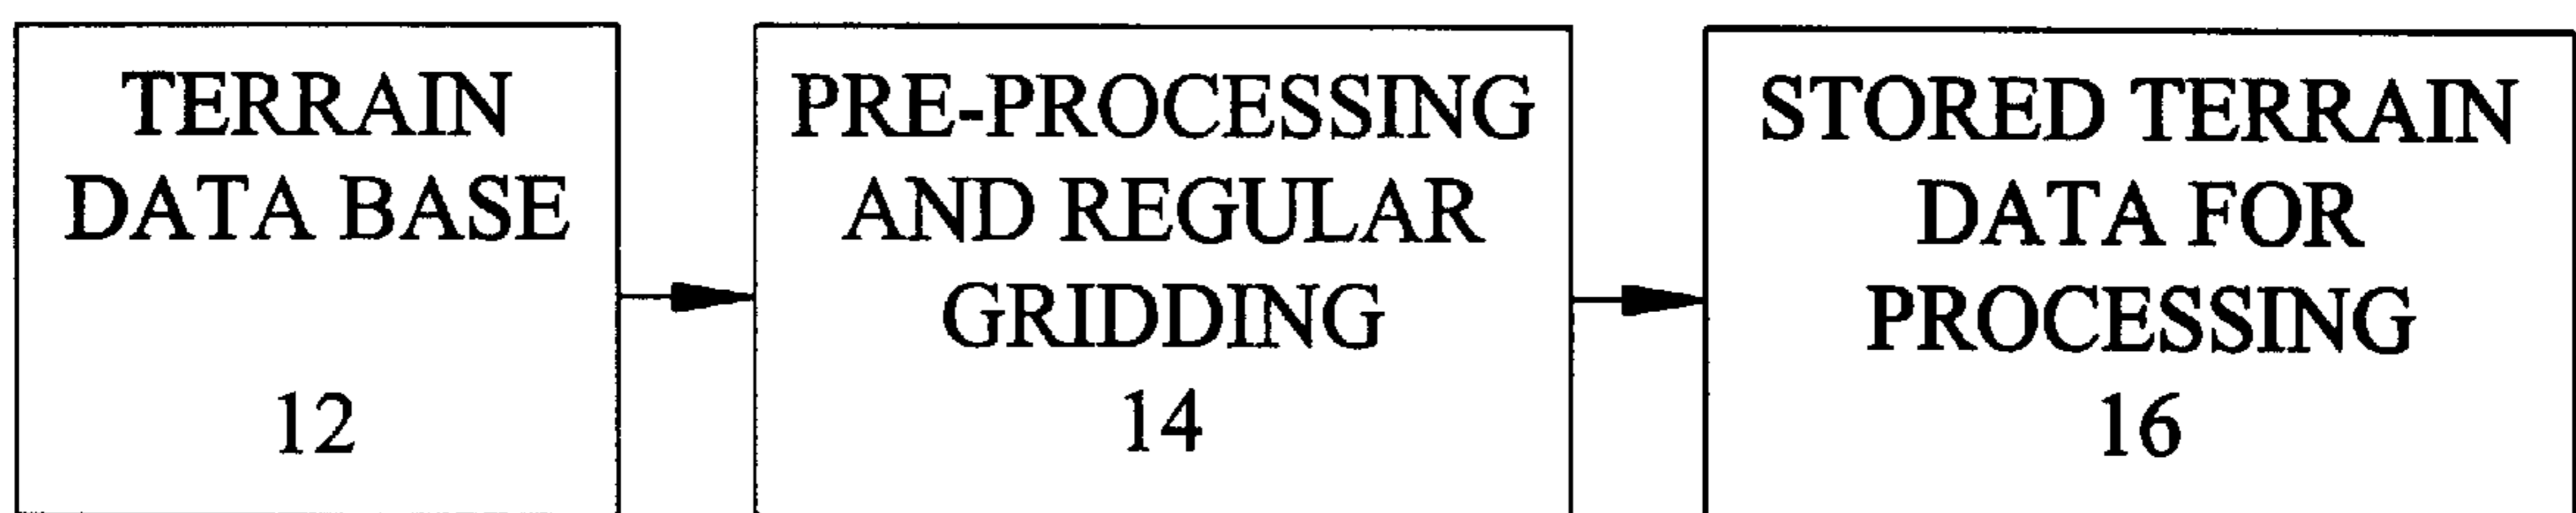 TERRAIN
DATA BASE
12
PRE-PROCESSING
AND REGULAR
GRIDDING
14
STORED TERRAIN
DATA FOR
PROCESSING
16